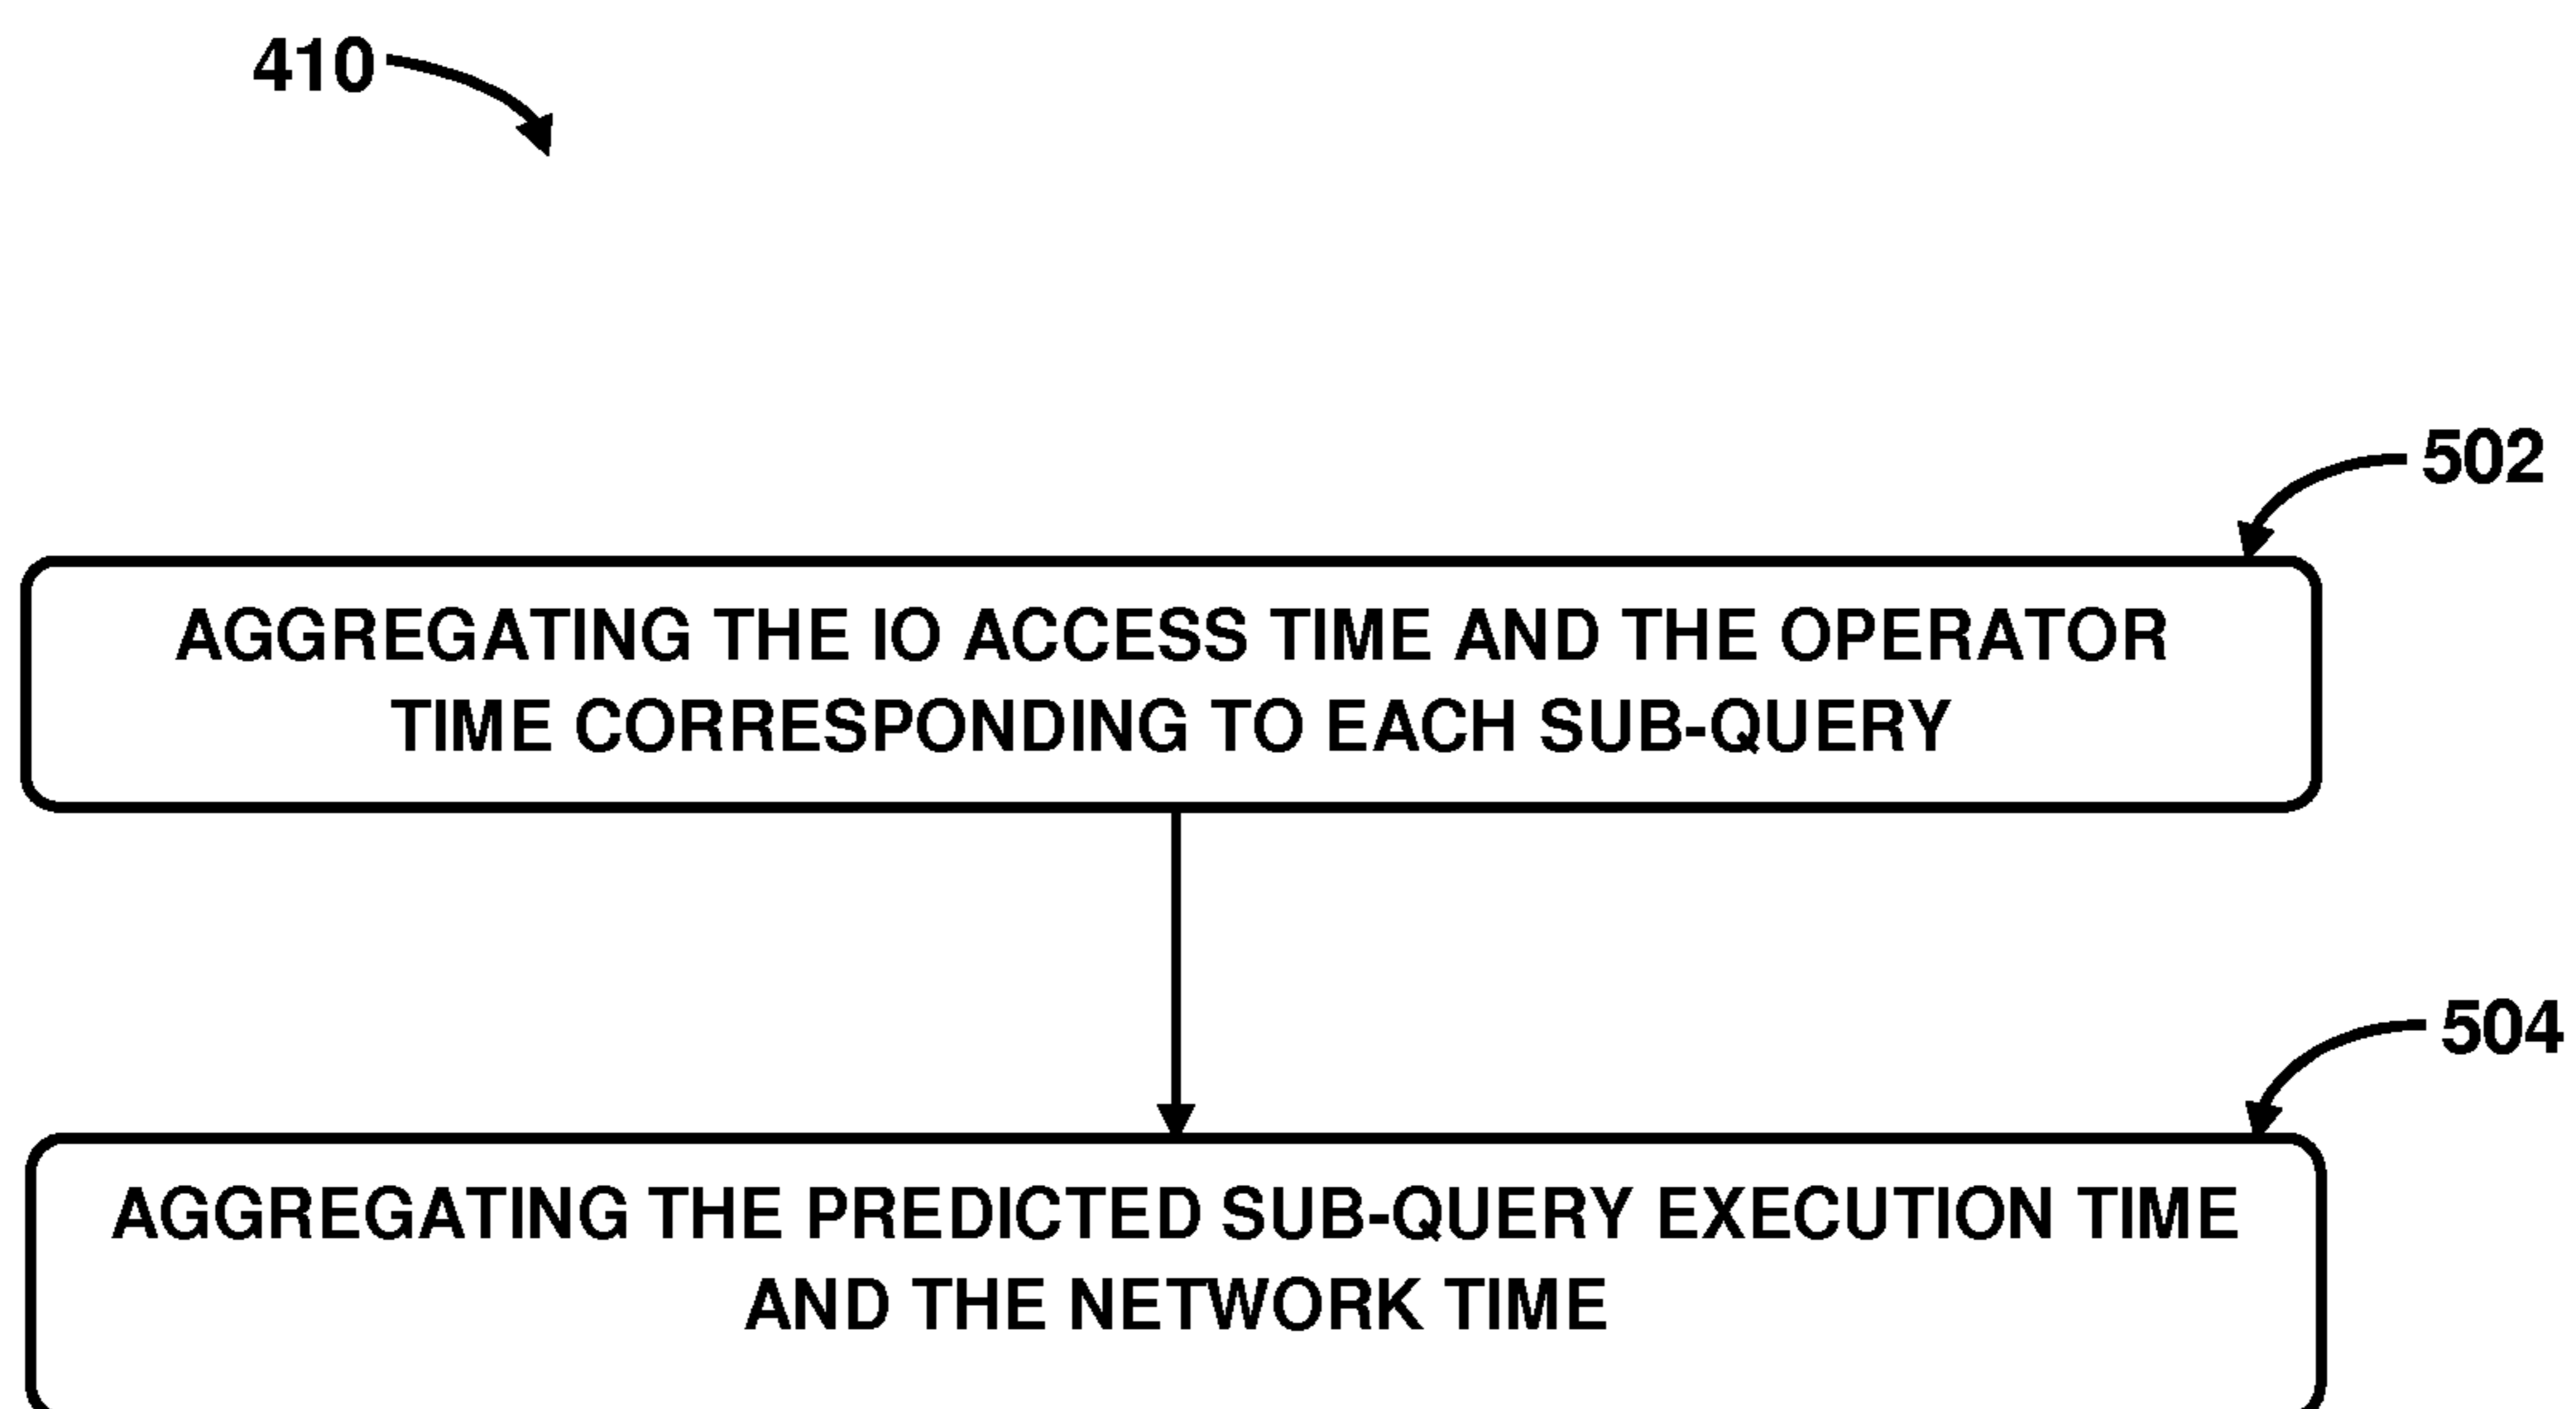 410
502
AGGREGATING THE IO ACCESS TIME AND THE OPERATOR
TIME CORRESPONDING TO EACH SUB-QUERY
504
AGGREGATING THE PREDICTED SUB-QUERY EXECUTION TIME
AND THE NETWORK TIME